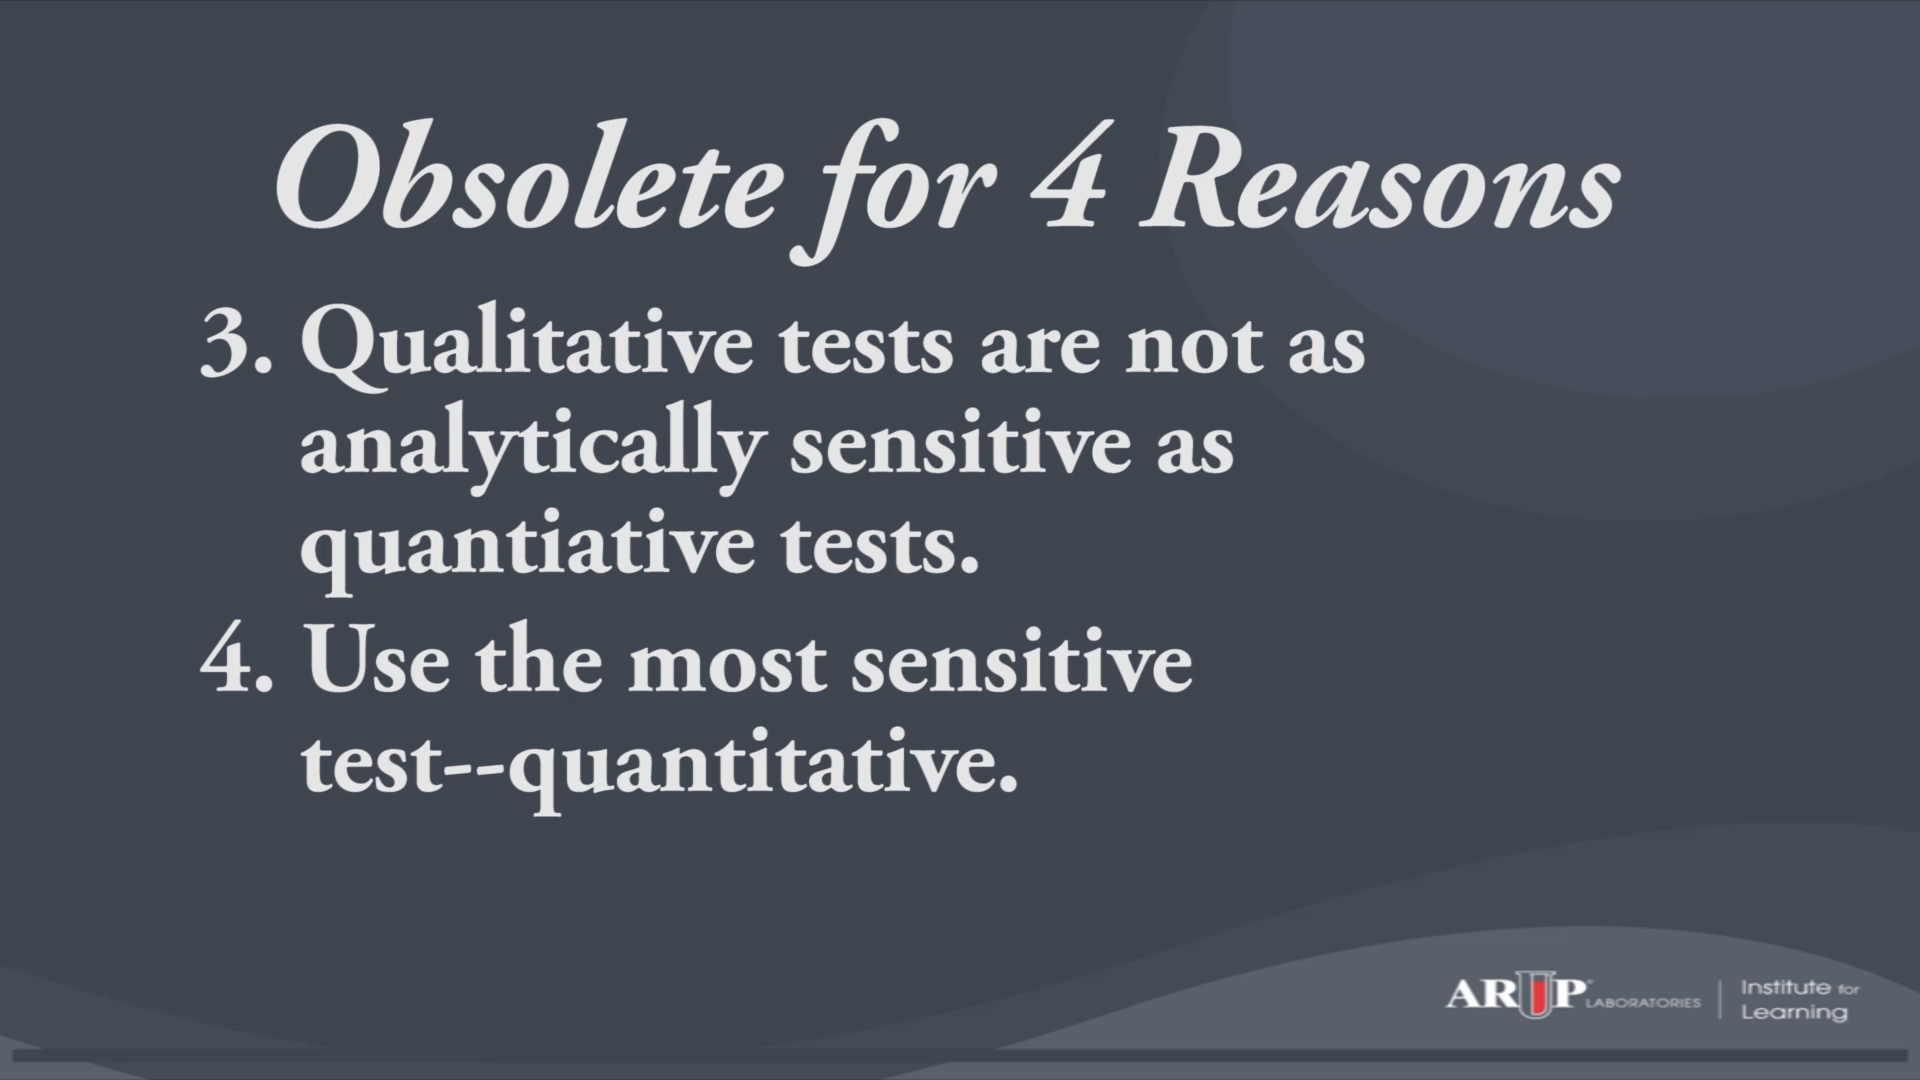 Obsolete for 4 Reasons
3. Qualitative tests are not as
analytically sensitive as
quantiative tests.
4. Use the most sensitive
test--quantitative.
ARUP LABORATORIES
Institute for
Learning